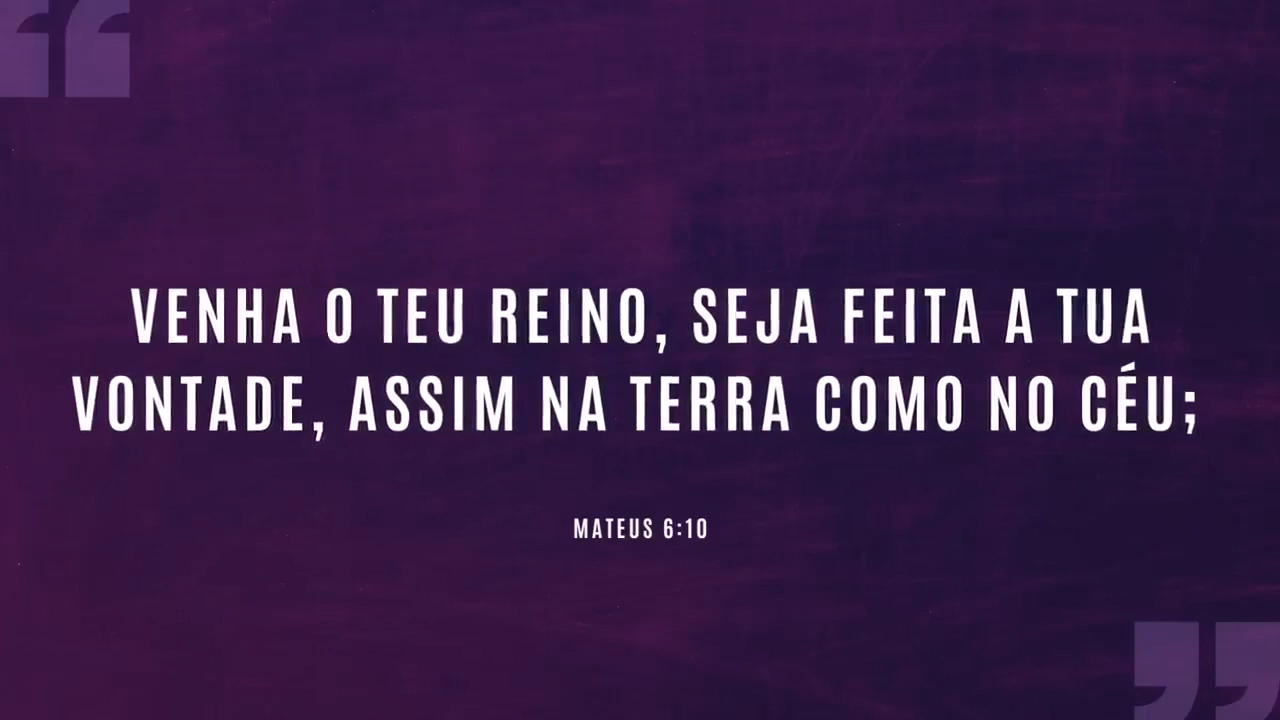 VENHA O TEU REINO, SEJA FEITA A TUA
VONTADE, ASSIM NA TERRA COMO NO CÉU;
MATEUS 6:10